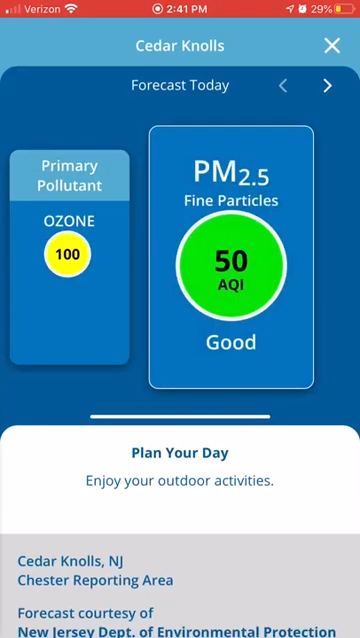 Verizon 2:41 PM 29%
Cedar Knolls
Forecast Today
Primary
Pollutant
OZONE
100
PM2.5
Fine Particles
50
AQI
Good
Plan Your Day
Enjoy your outdoor activities.
Cedar Knolls, NJ
Chester Reporting Area
Forecast courtesy of
New Jersey Dept. of Environmental Protection